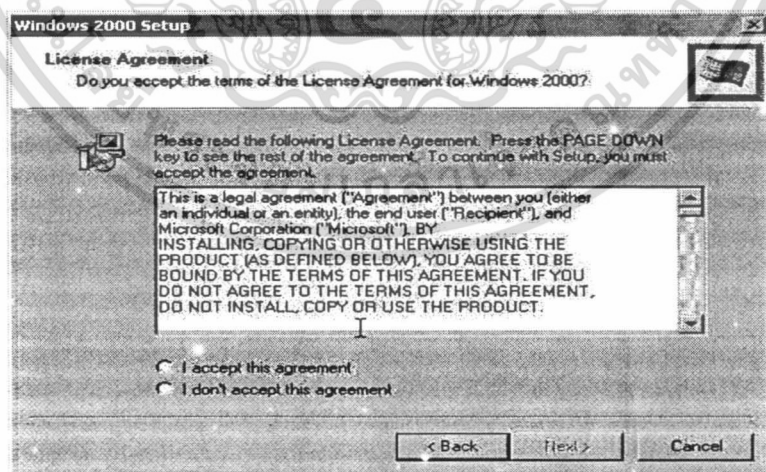 Windows 2000 Setup
License Agreement
Do you accept the terms of the License Agreement for Windows 2000?
Please read the following License Agreement. Press the PAGE DOWN
key to see the rest of the agreement. To continue with Setup, you must
accept the agreement.
This is a legal agreement ("Agreement") between you (either
an individual or an entity), the end user ("Recipient"), and
Microsoft Corporation ("Microsoft"). BY
INSTALLING, COPYING OR OTHERWISE USING THE
PRODUCT (AS DEFINED BELOW), YOU AGREE TO BE
BOUND BY THE TERMS OF THIS AGREEMENT. IF YOU
DO NOT AGREE TO THE TERMS OF THIS AGREEMENT,
DO NOT INSTALL, COPY OR USE THE PRODUCT.
I accept this agreement
I don't accept this agreement
< Back
Next >
Cancel